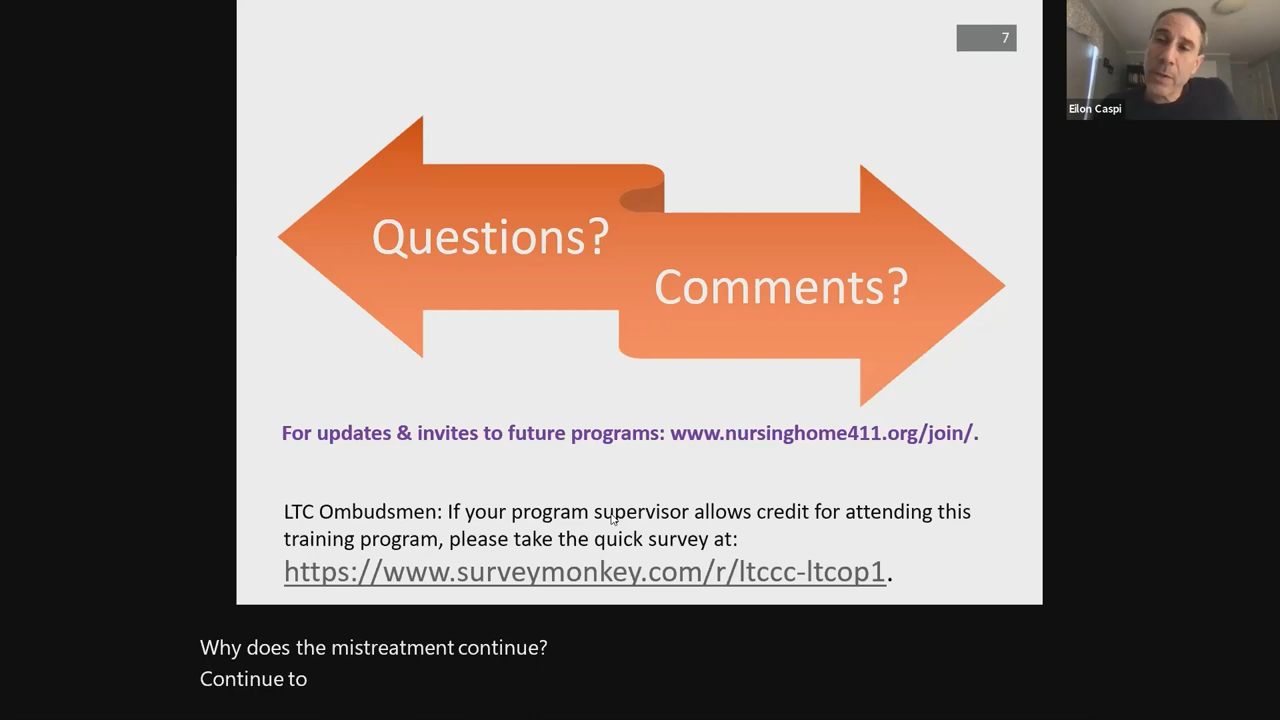 7
Eilon Caspi
Questions?
Comments?
For updates & invites to future programs: www.nursinghome411.org/join/.
LTC Ombudsmen: If your program supervisor allows credit for attending this
training program, please take the quick survey at:
https://www.surveymonkey.com/r/ltccc-ltcop1.
Why does the mistreatment continue?
Continue to